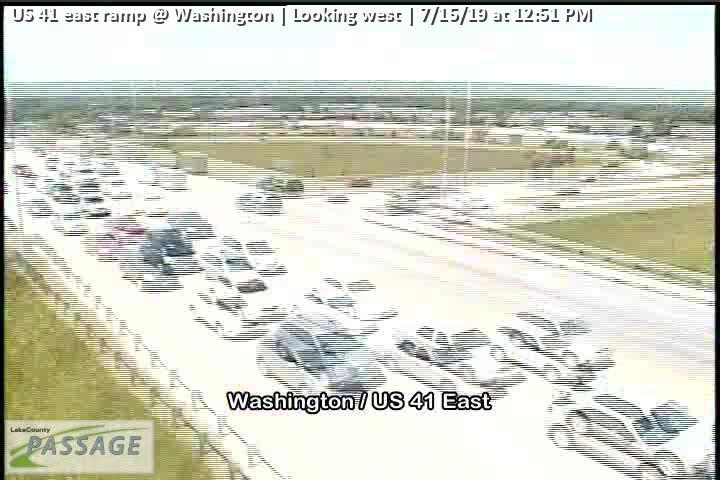 US 41 east ramp @ Washington | Looking west | 7/15/19 at 12:51 PM
Washington / US 41 East
LakeCounty
PASSAGE